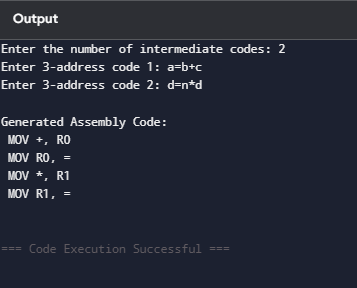 Output
Enter the number of intermediate codes: 2
Enter 3-address code 1: a=b+c
Enter 3-address code 2: d=n*d
Generated Assembly Code:
MOV +, R0
MOV R0, =
MOV *, R1
MOV R1, =
=== Code Execution Successful ===